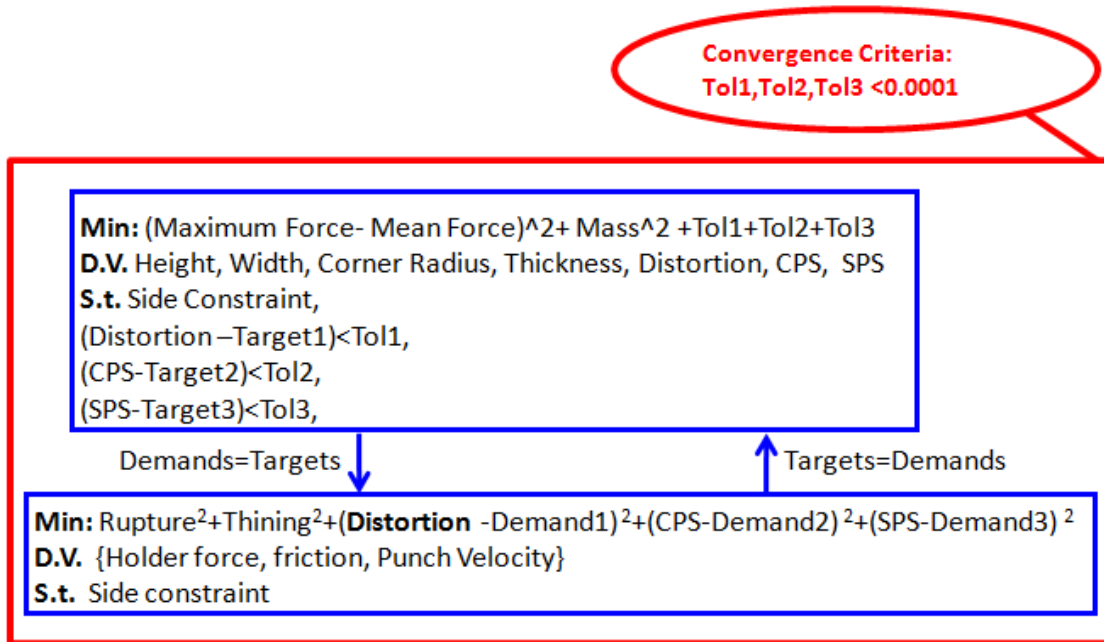 Convergence Criteria:
Tol1,Tol2,Tol3 <0.0001
Min: (Maximum Force- Mean Force)^2+ Mass^2 +Tol1+Tol2+Tol3
D.V. Height, Width, Corner Radius, Thickness, Distortion, CPS, SPS
S.t. Side Constraint,
(Distortion –Target1)<Tol1,
(CPS-Target2)<Tol2,
(SPS-Target3)<Tol3,
Demands=Targets
Targets=Demands
Min: Rupture²+Thining²+(Distortion -Demand1) ²+(CPS-Demand2) ²+(SPS-Demand3) ²
D.V. {Holder force, friction, Punch Velocity}
S.t. Side constraint